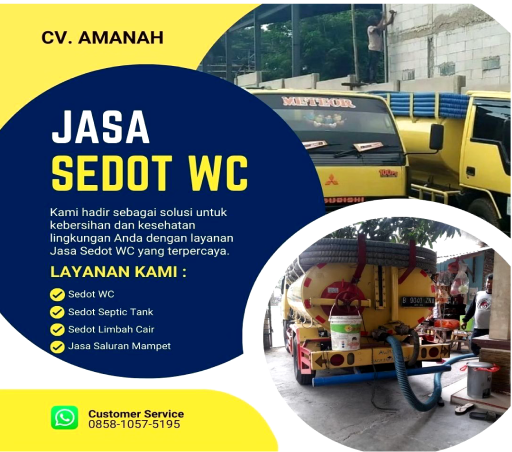 CV. AMANAH
METEOR
JASA
SEDOT WC
Kami hadir sebagai solusi untuk
kebersihan dan kesehatan
lingkungan Anda dengan layanan
Jasa Sedot WC yang terpercaya.
LAYANAN KAMI :
Sedot WC
Sedot Septic Tank
Sedot Limbah Cair
Jasa Saluran Mampet
Customer Service
0858-1057-5195